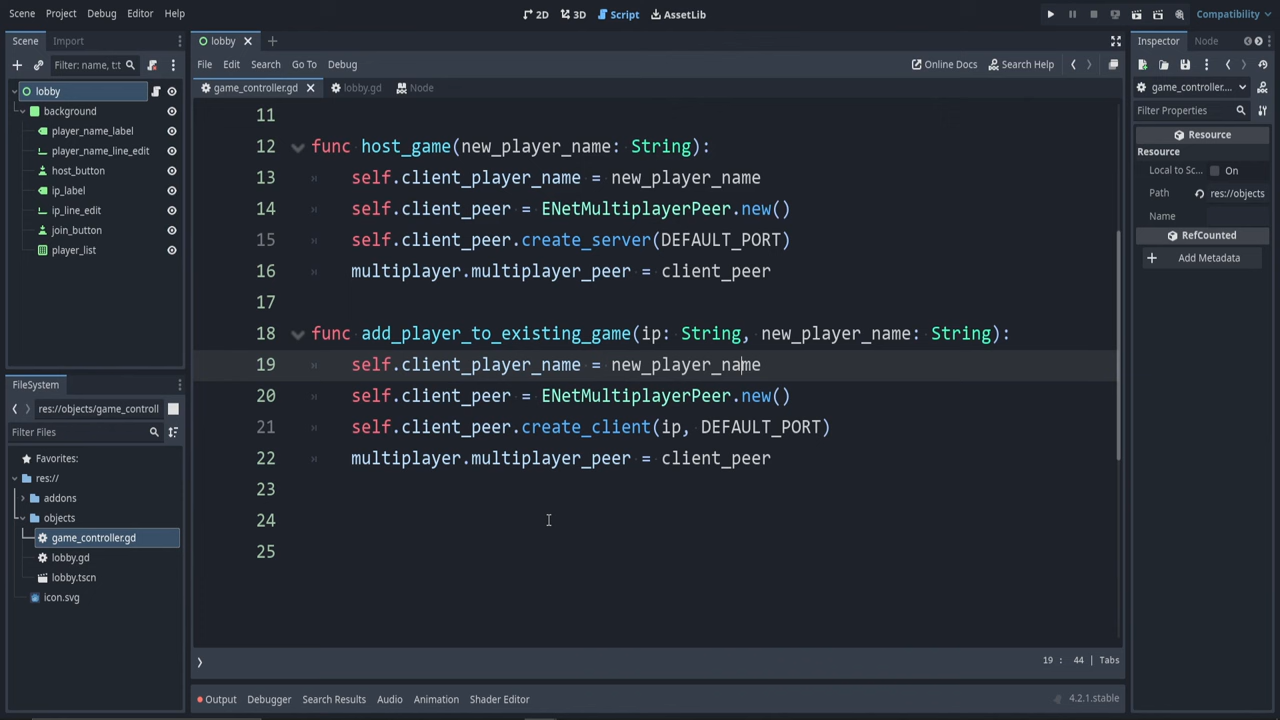 Scene Project Debug Editor Help
2D 3D Script AssetLib
Compatibility
Scene Import
Filter: name, t:t
lobby
background
player_name_label
player_name_line_edit
host_button
ip_label
ip_line_edit
join_button
player_list
FileSystem
res://objects/game_controll
Filter Files
Favorites:
res://
addons
objects
game_controller.gd
lobby.gd
lobby.tscn
icon.svg
lobby
File Edit Search Go To Debug
Online Docs Search Help
game_controller.gd lobby.gd Node
11
12 func host_game(new_player_name: String):
13 self.client_player_name = new_player_name
14 self.client_peer = ENetMultiplayerPeer.new()
15 self.client_peer.create_server(DEFAULT_PORT)
16 multiplayer.multiplayer_peer = client_peer
17
18 func add_player_to_existing_game(ip: String, new_player_name: String):
19 self.client_player_name = new_player_name
20 self.client_peer = ENetMultiplayerPeer.new()
21 self.client_peer.create_client(ip, DEFAULT_PORT)
22 multiplayer.multiplayer_peer = client_peer
23
24
25
19 : 44 | Tabs
Output Debugger Search Results Audio Animation Shader Editor
4.2.1.stable
Inspector Node
game_controller....
Filter Properties
Resource
Resource
Local to Sc... On
Path res://objects
Name
RefCounted
Add Metadata